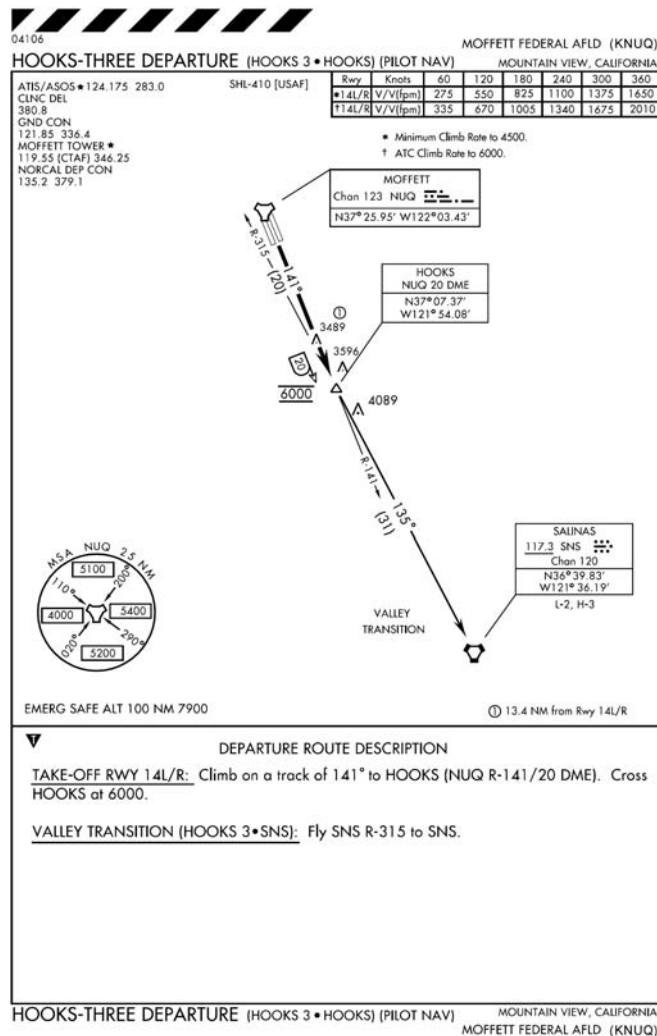 04106
HOOKS-THREE DEPARTURE (HOOKS 3 • HOOKS) (PILOT NAV)
MOFFETT FEDERAL AFLD (KNUQ)
MOUNTAIN VIEW, CALIFORNIA
ATIS/ASOS★124.175 283.0
CLNC DEL
380.8
GND CON
121.85 336.4
MOFFETT TOWER ★
119.55 (CTAF) 346.25
NORCAL DEP CON
135.2 379.1
SHL-410 [USAF]
Rwy Knots 60 120 180 240 300 360
*14L/R V/V(fpm) 275 550 825 1100 1375 1650
†14L/R V/V(fpm) 335 670 1005 1340 1675 2010
* Minimum Climb Rate to 4500.
† ATC Climb Rate to 6000.
MOFFETT
Chan 123 NUQ
N37°25.95' W122°03.43'
R-315
(20)
141°
HOOKS
NUQ 20 DME
N37°07.37'
W121°54.08'
①
3489
3596
20
6000
4089
R-141
(31)
135°
SALINAS
117.3 SNS
Chan 120
N36°39.83'
W121°36.19'
L-2, H-3
VALLEY
TRANSITION
MSA NUQ 25 NM
5100
110°
200°
4000
5400
020°
290°
5200
EMERG SAFE ALT 100 NM 7900
① 13.4 NM from Rwy 14L/R
T
DEPARTURE ROUTE DESCRIPTION
TAKE-OFF RWY 14L/R: Climb on a track of 141° to HOOKS (NUQ R-141/20 DME). Cross
HOOKS at 6000.
VALLEY TRANSITION (HOOKS 3•SNS): Fly SNS R-315 to SNS.
HOOKS-THREE DEPARTURE (HOOKS 3 • HOOKS) (PILOT NAV)
MOUNTAIN VIEW, CALIFORNIA
MOFFETT FEDERAL AFLD (KNUQ)